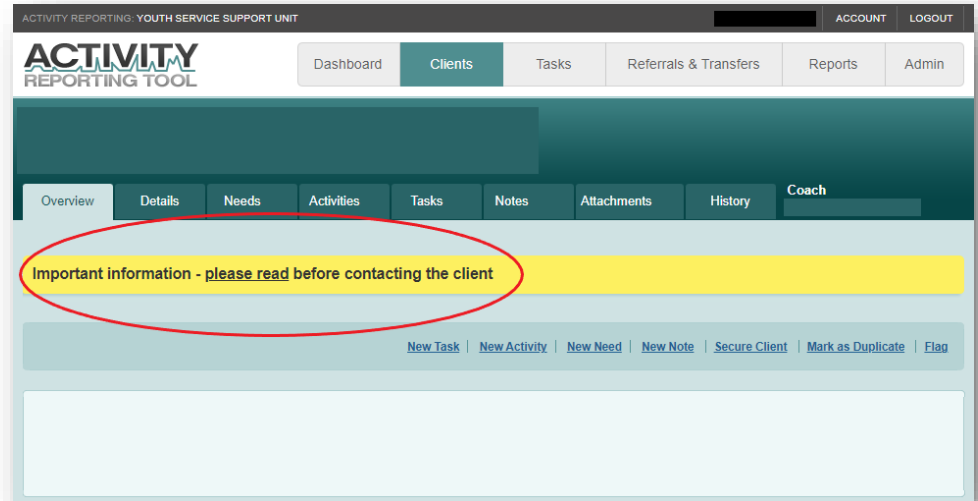 ACTIVITY REPORTING: YOUTH SERVICE SUPPORT UNIT
ACCOUNT LOGOUT
ACTIVITY
REPORTING TOOL
Dashboard Clients Tasks Referrals & Transfers Reports Admin
Overview Details Needs Activities Tasks Notes Attachments History Coach
Important information - please read before contacting the client
New Task | New Activity | New Need | New Note | Secure Client | Mark as Duplicate | Flag